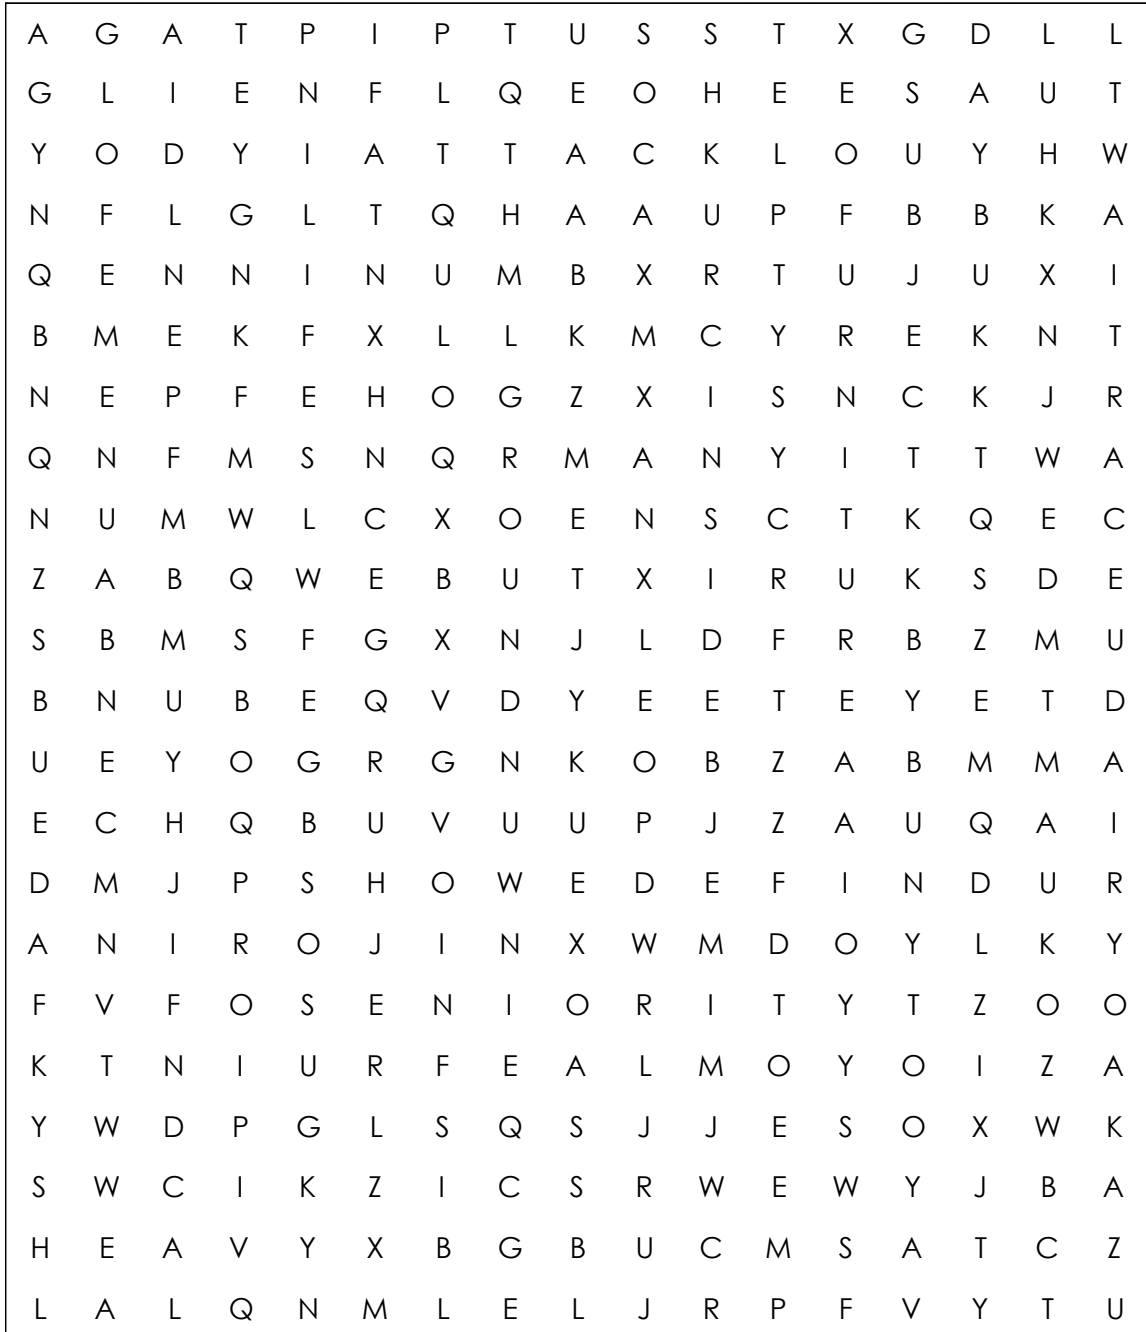 A G A T P I P T U S S T X G D L L
G L I E N F L Q E O H E E S A U T
Y O D Y I A T T A C K L O U Y H W
N F L G L T Q H A A U P F B B K A
Q E N N I N U M B X R T U J U X I
B M E K F X L L K M C Y R E K N T
N E P F E H O G Z X I S N C K J R
Q N F M S N Q R M A N Y I T T W A
N U M W L C X O E N S C T K Q E C
Z A B Q W E B U T X I R U K S D E
S B M S F G X N J L D F R B Z M U
B N U B E Q V D Y E E T E Y E T D
U E Y O G R G N K O B Z A B M M A
E C H Q B U V U U P J Z A U Q A I
D M J P S H O W E D E F I N D U R
A N I R O J I N X W M D O Y L K Y
F V F O S E N I O R I T Y T Z O O
K T N I U R F E A L M O Y O I Z A
Y W D P G L S Q S J J E S O X W K
S W C I K Z I C S R W E W Y J B A
H E A V Y X B G B U C M S A T C Z
L A L Q N M L E L J R P F V Y T U